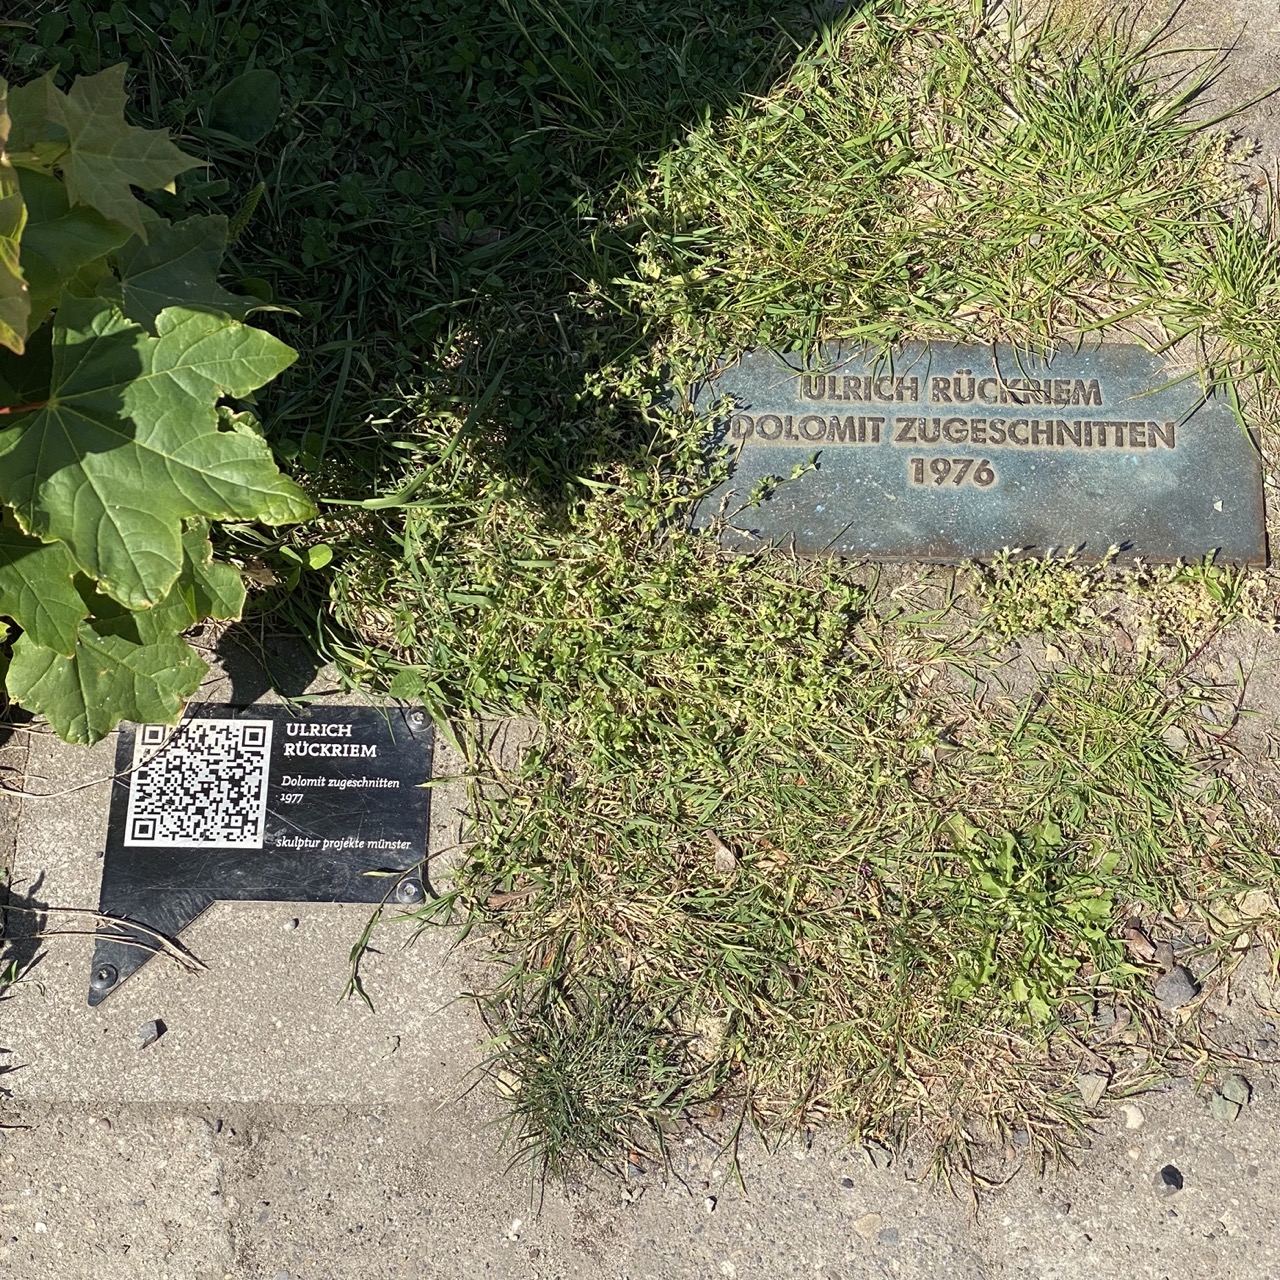 ULRICH RÜCKRIEM
DOLOMIT ZUGESCHNITTEN
1976
ULRICH
RÜCKRIEM
Dolomit zugeschnitten
1977
skulptur projekte münster